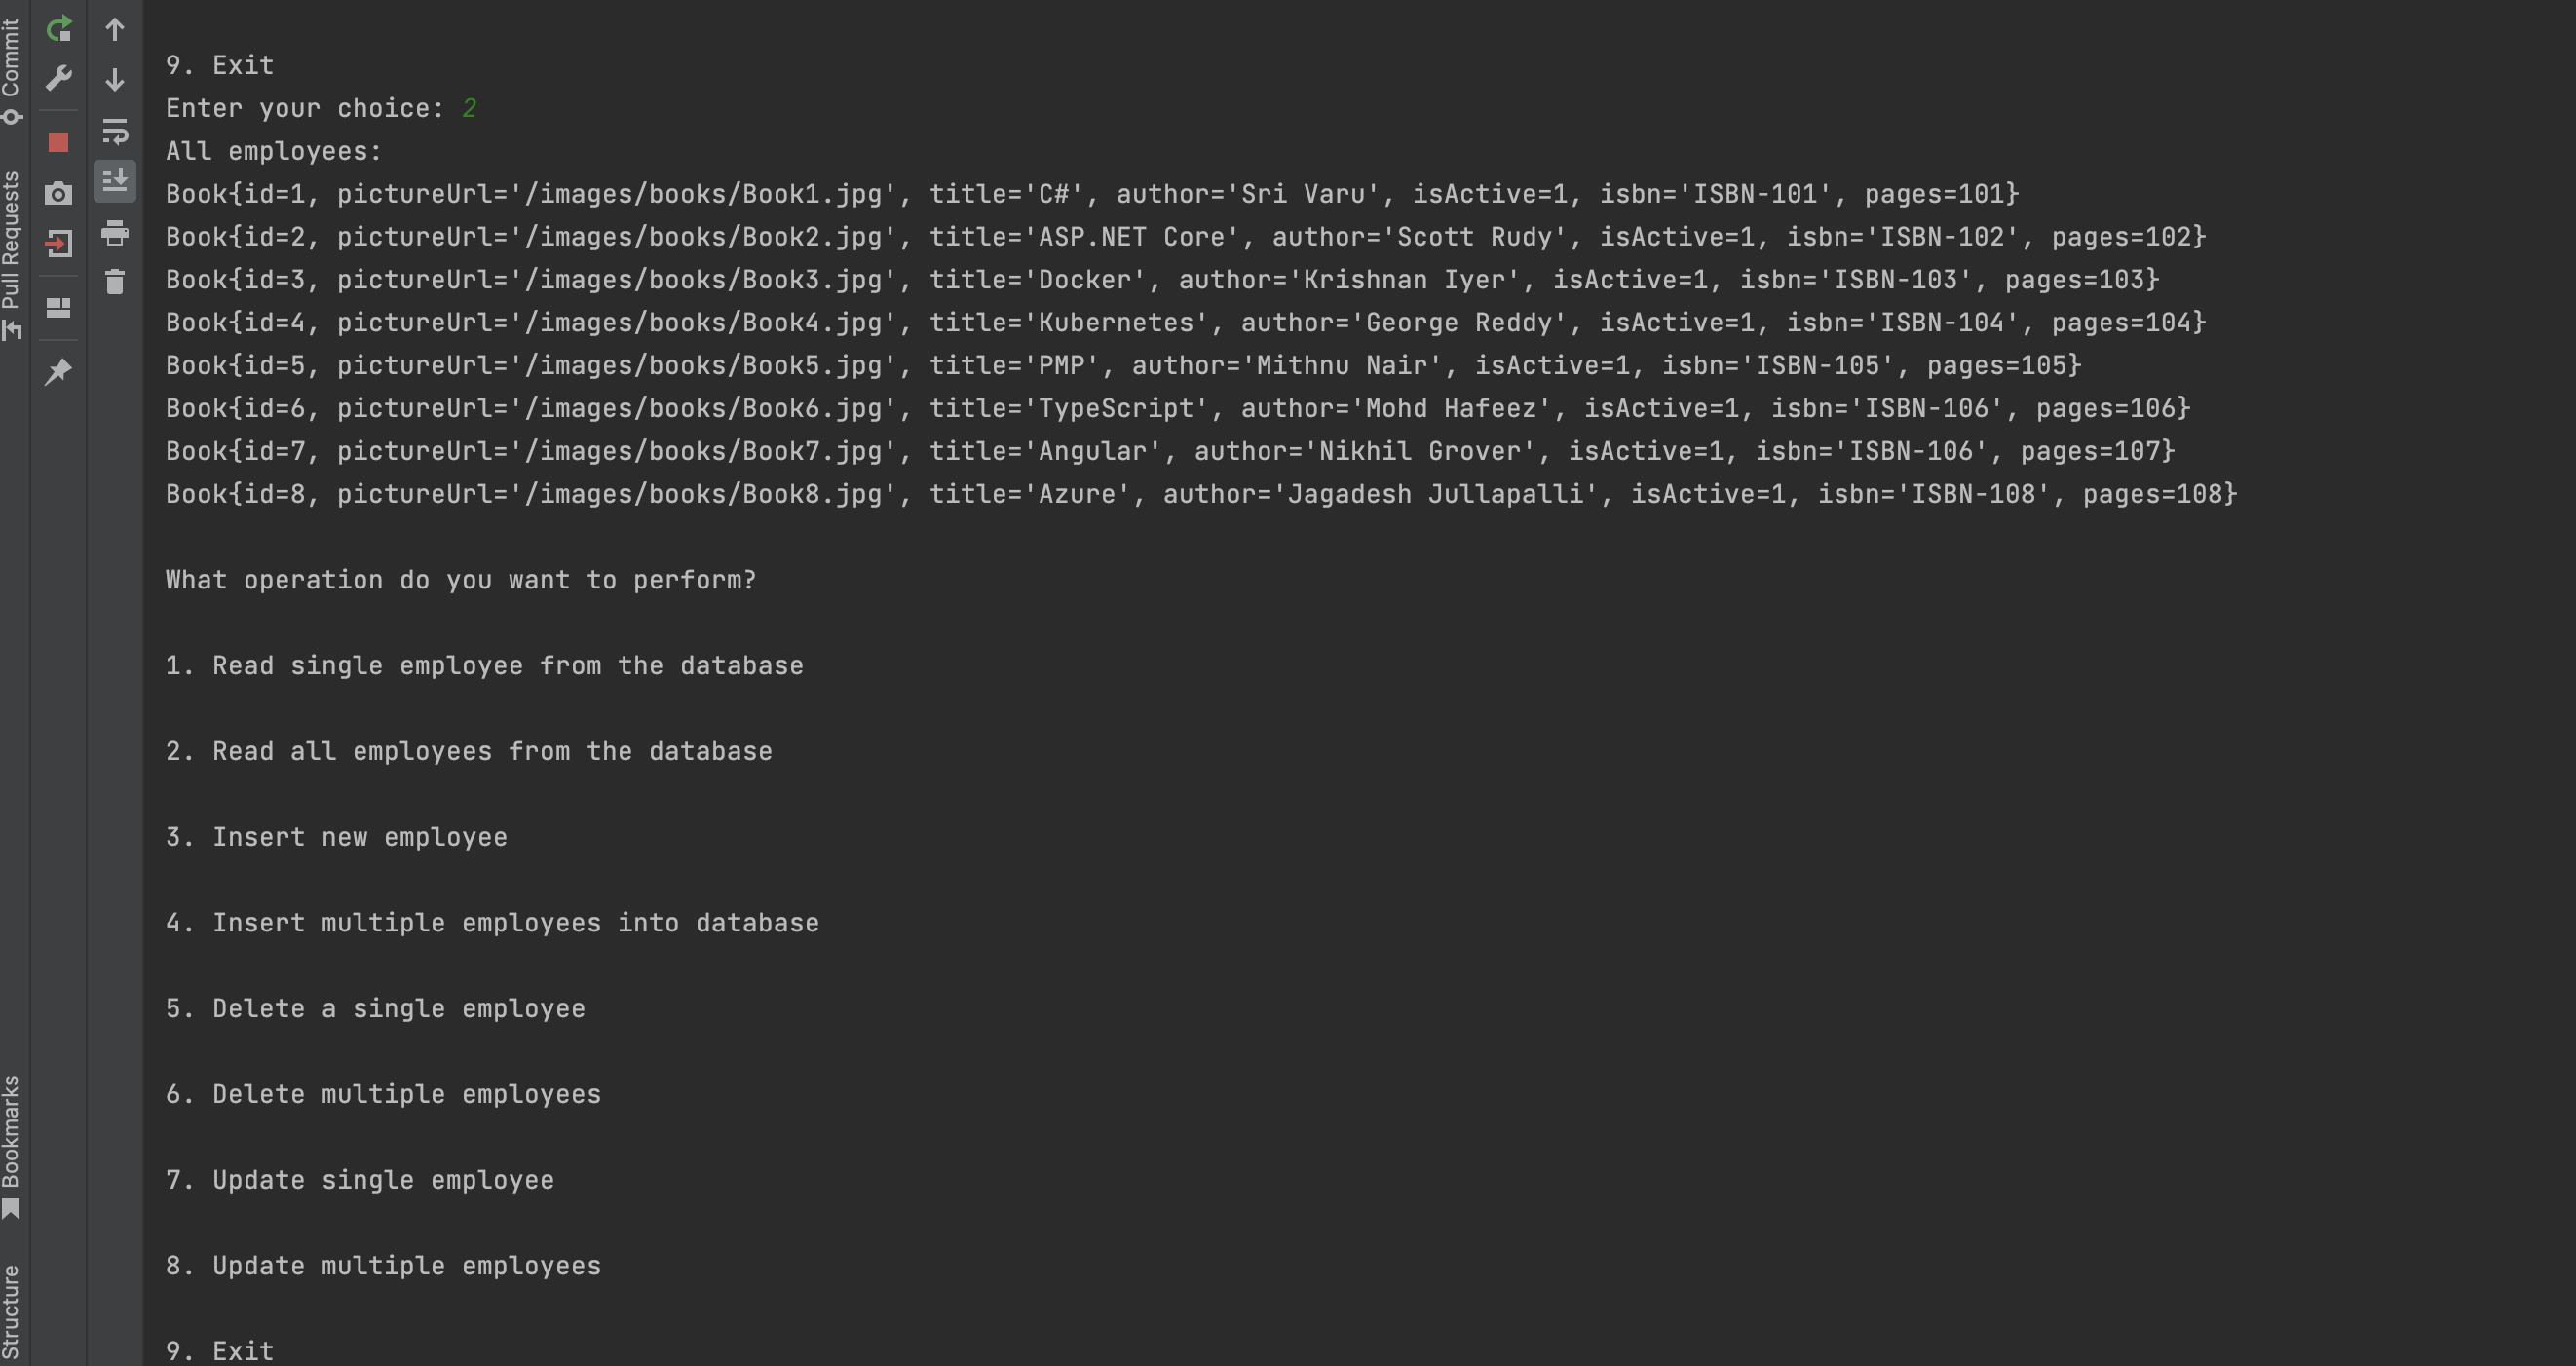 Commit
Pull Requests
Bookmarks
Structure
9. Exit
Enter your choice: 2
All employees:
Book{id=1, pictureUrl='/images/books/Book1.jpg', title='C#', author='Sri Varu', isActive=1, isbn='ISBN-101', pages=101}
Book{id=2, pictureUrl='/images/books/Book2.jpg', title='ASP.NET Core', author='Scott Rudy', isActive=1, isbn='ISBN-102', pages=102}
Book{id=3, pictureUrl='/images/books/Book3.jpg', title='Docker', author='Krishnan Iyer', isActive=1, isbn='ISBN-103', pages=103}
Book{id=4, pictureUrl='/images/books/Book4.jpg', title='Kubernetes', author='George Reddy', isActive=1, isbn='ISBN-104', pages=104}
Book{id=5, pictureUrl='/images/books/Book5.jpg', title='PMP', author='Mithnu Nair', isActive=1, isbn='ISBN-105', pages=105}
Book{id=6, pictureUrl='/images/books/Book6.jpg', title='TypeScript', author='Mohd Hafeez', isActive=1, isbn='ISBN-106', pages=106}
Book{id=7, pictureUrl='/images/books/Book7.jpg', title='Angular', author='Nikhil Grover', isActive=1, isbn='ISBN-106', pages=107}
Book{id=8, pictureUrl='/images/books/Book8.jpg', title='Azure', author='Jagadesh Jullapalli', isActive=1, isbn='ISBN-108', pages=108}
What operation do you want to perform?
1. Read single employee from the database
2. Read all employees from the database
3. Insert new employee
4. Insert multiple employees into database
5. Delete a single employee
6. Delete multiple employees
7. Update single employee
8. Update multiple employees
9. Exit